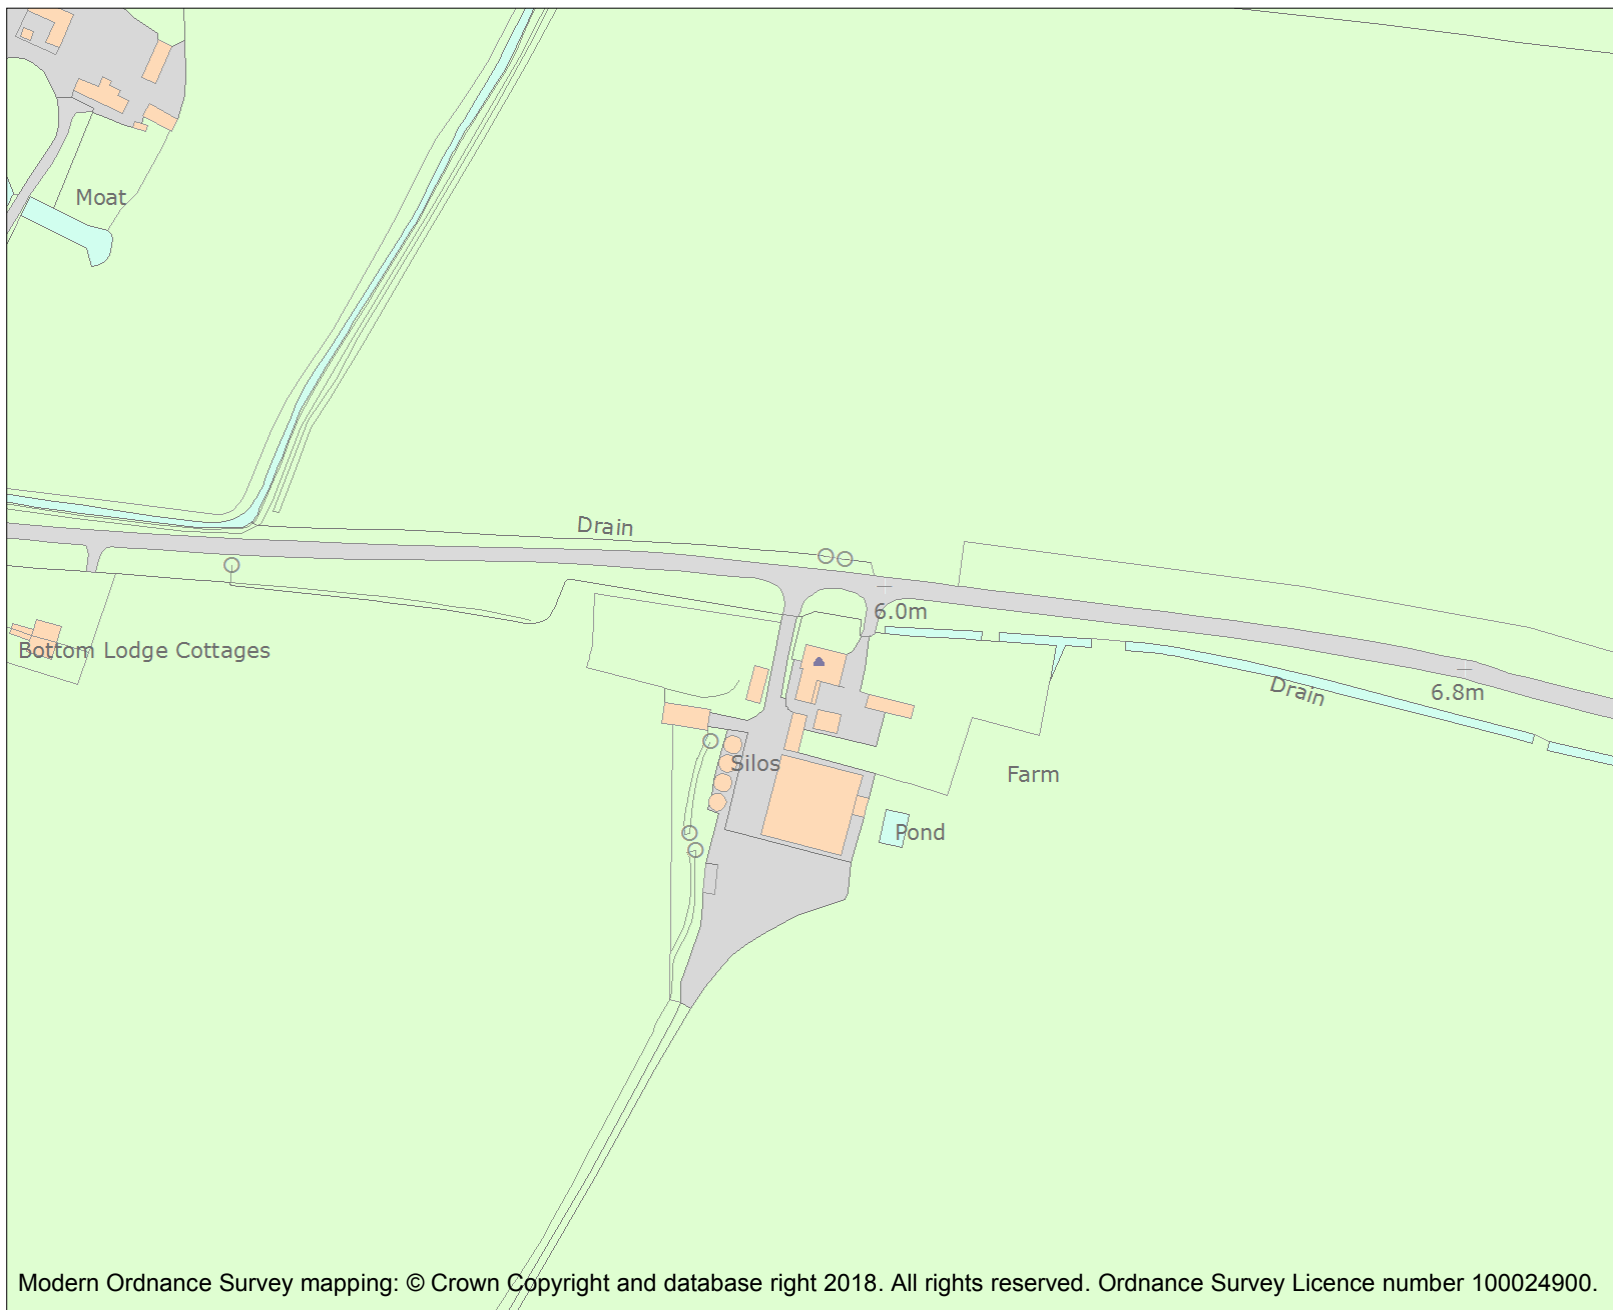 Moat
Drain
6.0m
Bottom Lodge Cottages
Drain
6.8m
Silos
Farm
Pond
Modern Ordnance Survey mapping: © Crown Copyright and database right 2018. All rights reserved. Ordnance Survey Licence number 100024900.